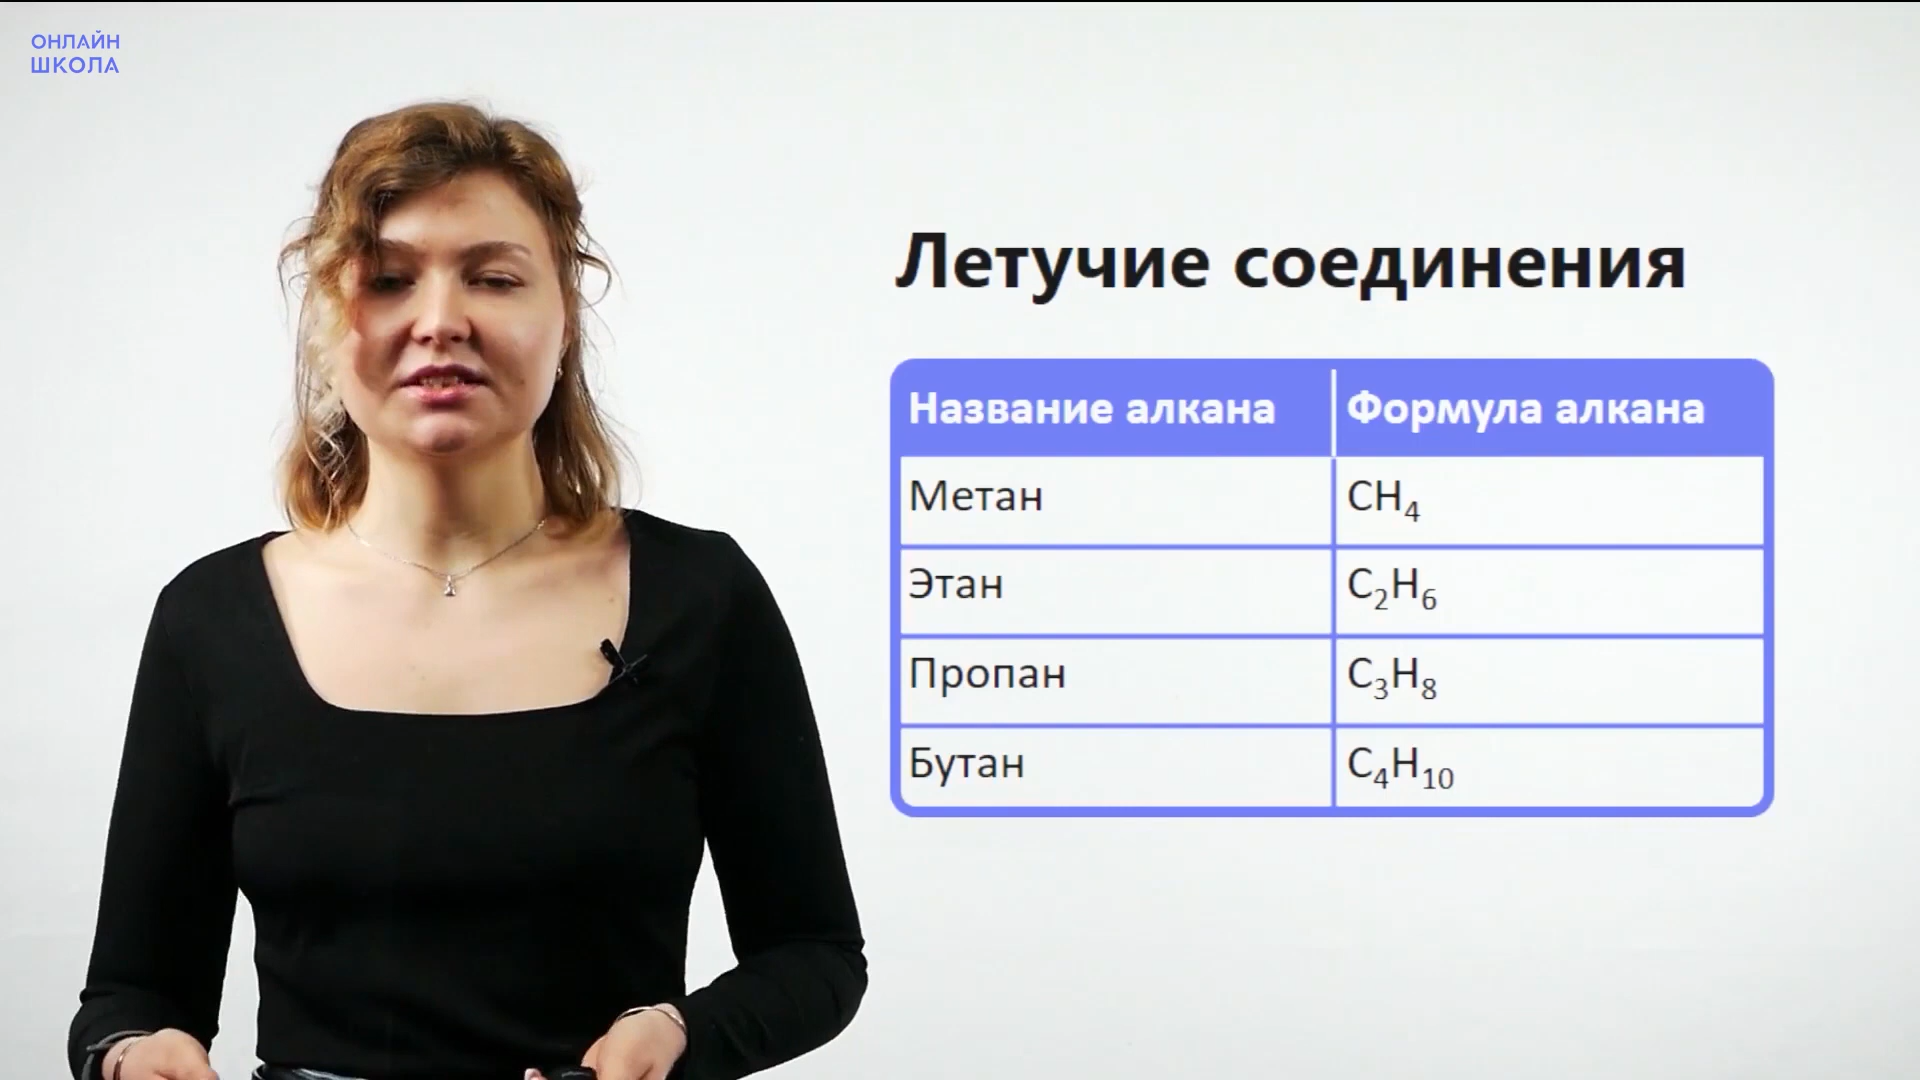 ОНЛАЙН
ШКОЛА
Летучие соединения
Название алкана
Формула алкана
Метан
CH₄
Этан
C₂H₆
Пропан
C₃H₈
Бутан
C₄H₁₀